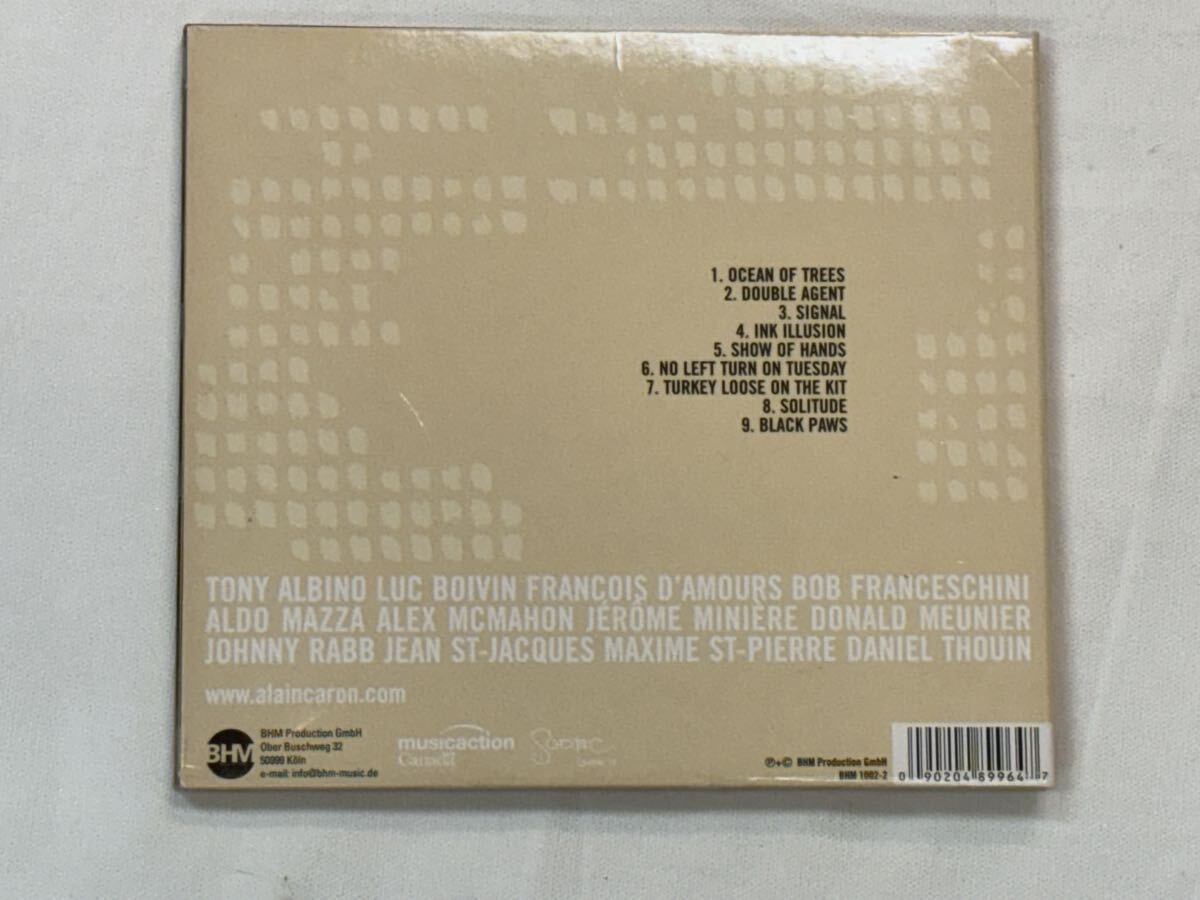 1. OCEAN OF TREES
2. DOUBLE AGENT
3. SIGNAL
4. INK ILLUSION
5. SHOW OF HANDS
6. NO LEFT TURN ON TUESDAY
7. TURKEY LOOSE ON THE KIT
8. SOLITUDE
9. BLACK PAWS
TONY ALBINO LUC BOIVIN FRANÇOIS D'AMOURS BOB FRANCESCHINI
ALDO MAZZA ALEX MCMAHON JÉRÔME MINIÈRE DONALD MEUNIER
JOHNNY RABB JEAN ST-JACQUES MAXIME ST-PIERRE DANIEL THOUIN
www.alaincaron.com
BHM
BHM Production GmbH
Ober Buschweg 32
50999 Köln
e-mail: info@bhm-music.de
musicaction
Canada
SODEC
℗+© BHM Production GmbH
BHM 1002-2
0 90204 89964 7